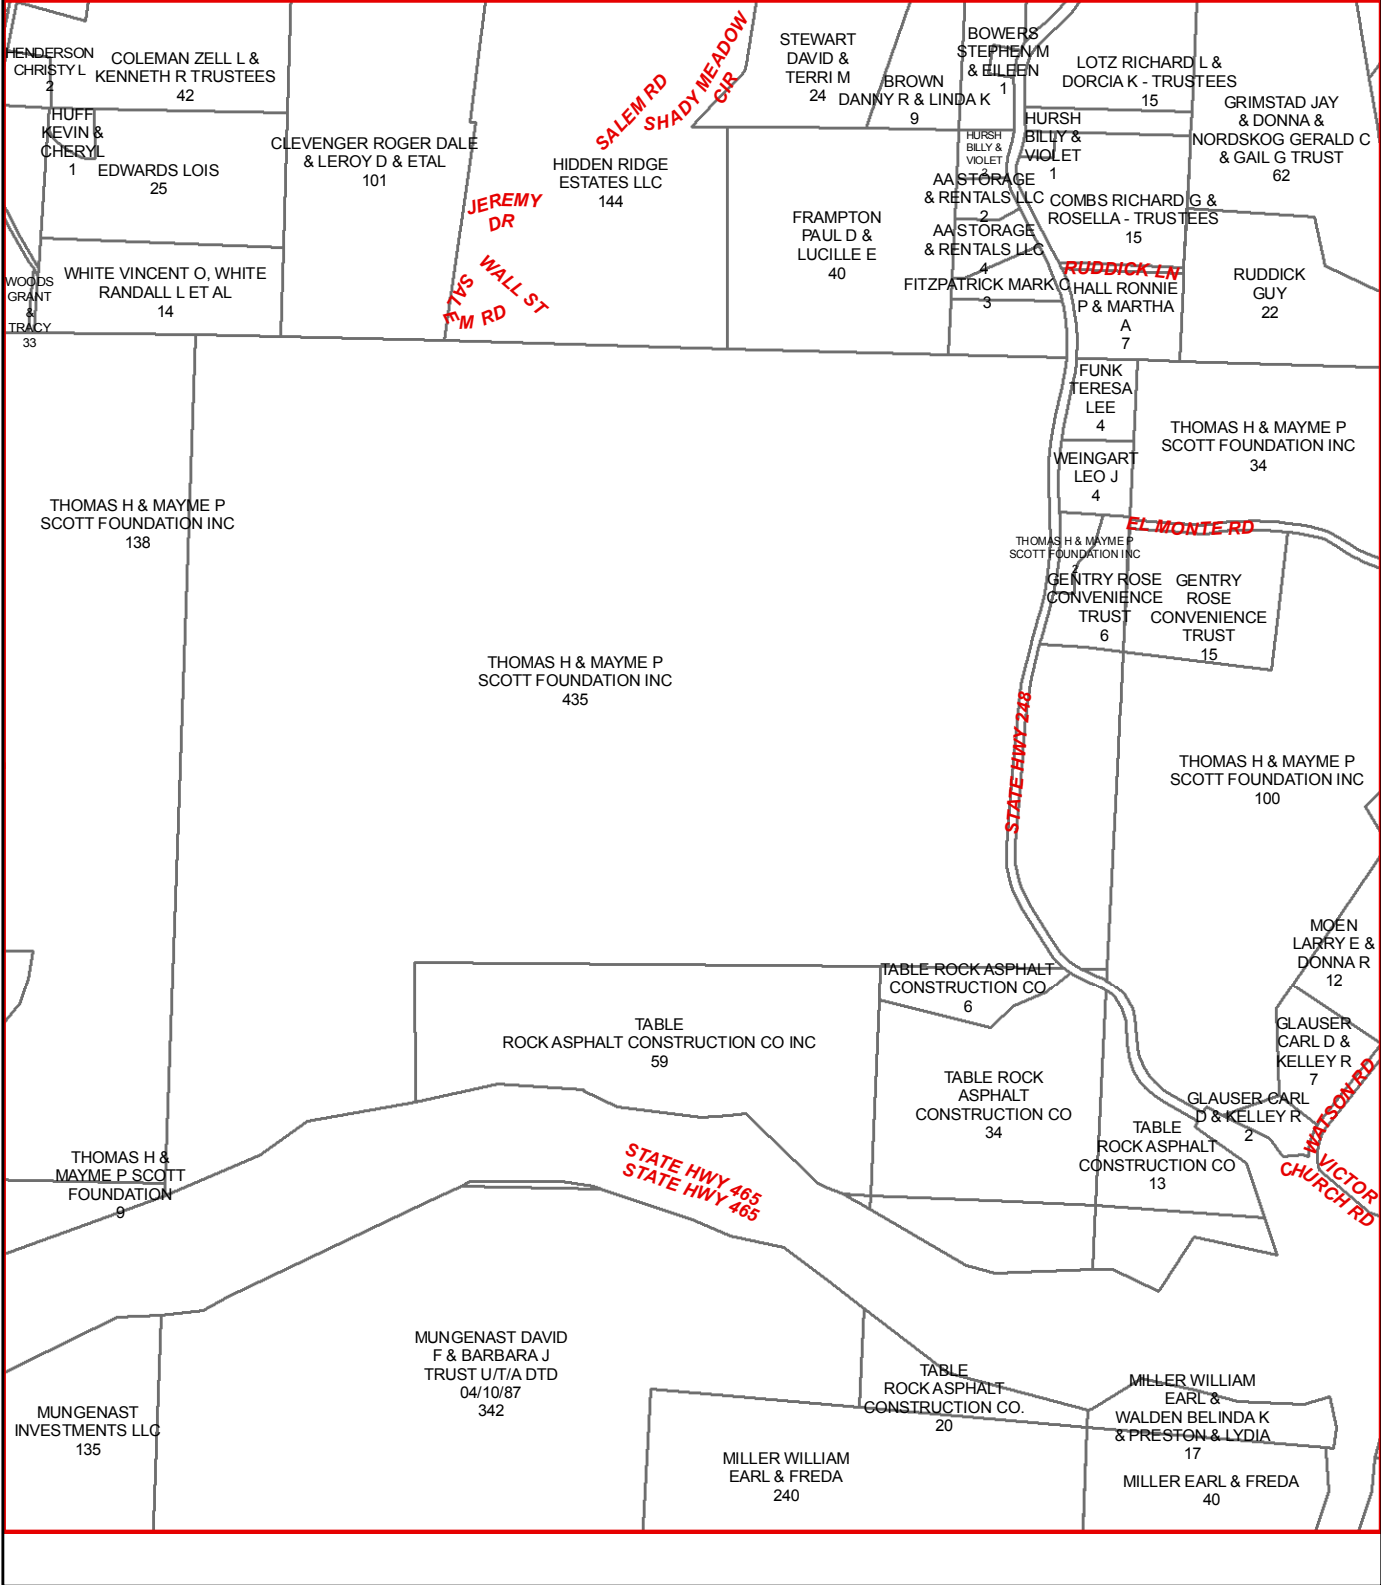 HENDERSON
CHRISTY L
2
COLEMAN ZELL L &
KENNETH R TRUSTEES
42
HUFF
KEVIN &
CHERYL
1
EDWARDS LOIS
25
WHITE VINCENT O, WHITE
RANDALL L ET AL
14
WOODS
GRANT
&
TRACY
33
CLEVENGER ROGER DALE
& LEROY D & ETAL
101
SALEM RD
SHADY MEADOW
CIR
HIDDEN RIDGE
ESTATES LLC
144
JEREMY
DR
WALL ST
SALEM RD
STEWART
DAVID &
TERRI M
24
BROWN
DANNY R & LINDA K
9
BOWERS
STEPHEN M
& EILEEN
1
LOTZ RICHARD L &
DORCIA K - TRUSTEES
15
GRIMSTAD JAY
& DONNA &
NORDSKOG GERALD C
& GAIL G TRUST
62
HURSH
BILLY &
VIOLET
HURSH
BILLY &
VIOLET
1
AA STORAGE
& RENTALS LLC
2
COMBS RICHARD G &
ROSELLA - TRUSTEES
15
FRAMPTON
PAUL D &
LUCILLE E
40
AA STORAGE
& RENTALS LLC
4
FITZPATRICK MARK C
3
RUDDICK LN
HALL RONNIE
P & MARTHA
A
7
RUDDICK
GUY
22
FUNK
TERESA
LEE
4
THOMAS H & MAYME P
SCOTT FOUNDATION INC
34
WEINGART
LEO J
4
EL MONTE RD
THOMAS H & MAYME P
SCOTT FOUNDATION INC
138
THOMAS H & MAYME P
SCOTT FOUNDATION INC
2
GENTRY ROSE
CONVENIENCE
TRUST
6
GENTRY
ROSE
CONVENIENCE
TRUST
15
THOMAS H & MAYME P
SCOTT FOUNDATION INC
435
STATE HWY 248
THOMAS H & MAYME P
SCOTT FOUNDATION INC
100
MOEN
LARRY E &
DONNA R
12
TABLE ROCK ASPHALT
CONSTRUCTION CO
6
TABLE
ROCK ASPHALT CONSTRUCTION CO INC
59
GLAUSER
CARL D &
KELLEY R
7
TABLE ROCK
ASPHALT
CONSTRUCTION CO
34
GLAUSER CARL
D & KELLEY R
2
WATSON RD
VICTOR
CHURCH RD
TABLE
ROCK ASPHALT
CONSTRUCTION CO
13
THOMAS H &
MAYME P SCOTT
FOUNDATION
9
STATE HWY 465
STATE HWY 465
MUNGENAST DAVID
F & BARBARA J
TRUST U/T/A DTD
04/10/87
342
MUNGENAST
INVESTMENTS LLC
135
TABLE
ROCK ASPHALT
CONSTRUCTION CO.
20
MILLER WILLIAM
EARL &
WALDEN BELINDA K
& PRESTON & LYDIA
17
MILLER WILLIAM
EARL & FREDA
240
MILLER EARL & FREDA
40